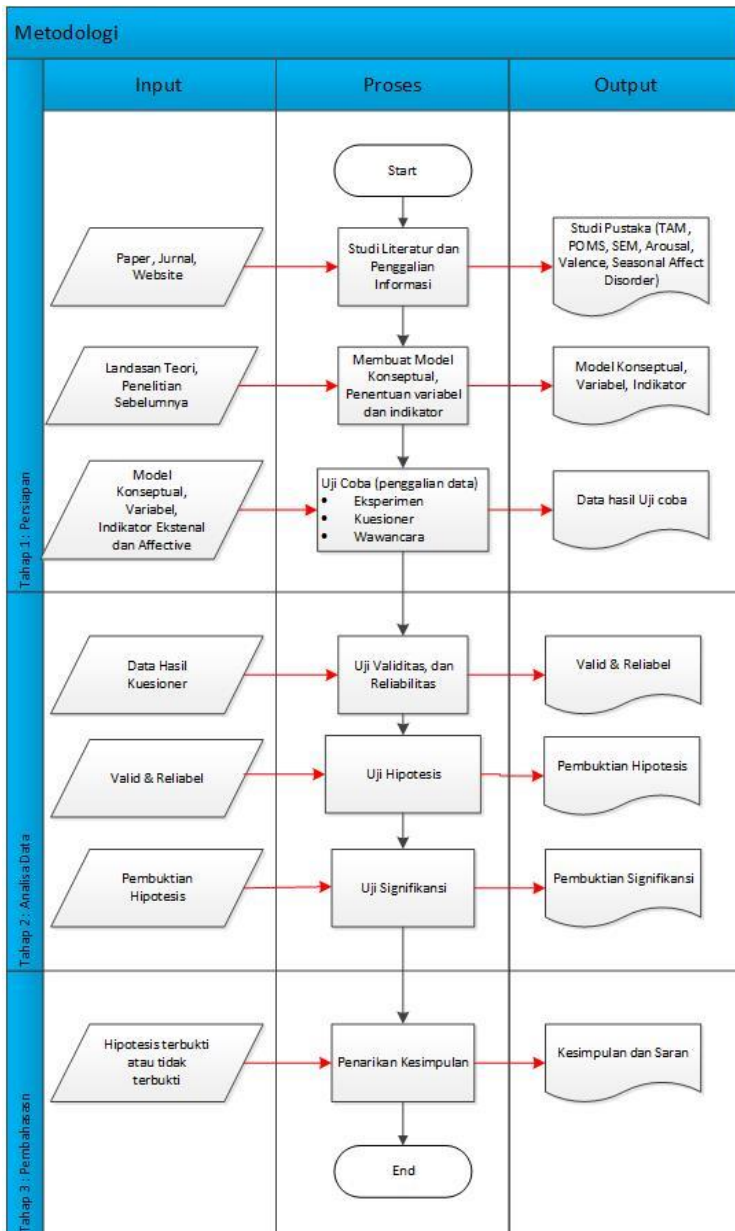 Metodologi
Input
Proses
Output
Tahap 1 : Persiapan
Start
Paper, Jurnal,
Website
Studi Literatur dan
Penggalian
Informasi
Studi Pustaka (TAM,
POMS, SEM, Arousal,
Valence, Seasonal Affect
Disorder)
Landasan Teori,
Penelitian
Sebelumnya
Membuat Model
Konseptual,
Penentuan variabel
dan indikator
Model Konseptual,
Variabel, Indikator
Model
Konseptual,
Variabel,
Indikator Ekstenal
dan Affective
Uji Coba (penggalian data)
• Eksperimen
• Kuesioner
• Wawancara
Data hasil Uji coba
Tahap 2 : Analisa Data
Data Hasil
Kuesioner
Uji Validitas, dan
Reliabilitas
Valid & Reliabel
Valid & Reliabel
Uji Hipotesis
Pembuktian Hipotesis
Pembuktian
Hipotesis
Uji Signifikansi
Pembuktian Signifikansi
Tahap 3 : Pembahasasn
Hipotesis terbukti
atau tidak
terbukti
Penarikan Kesimpulan
Kesimpulan dan Saran
End